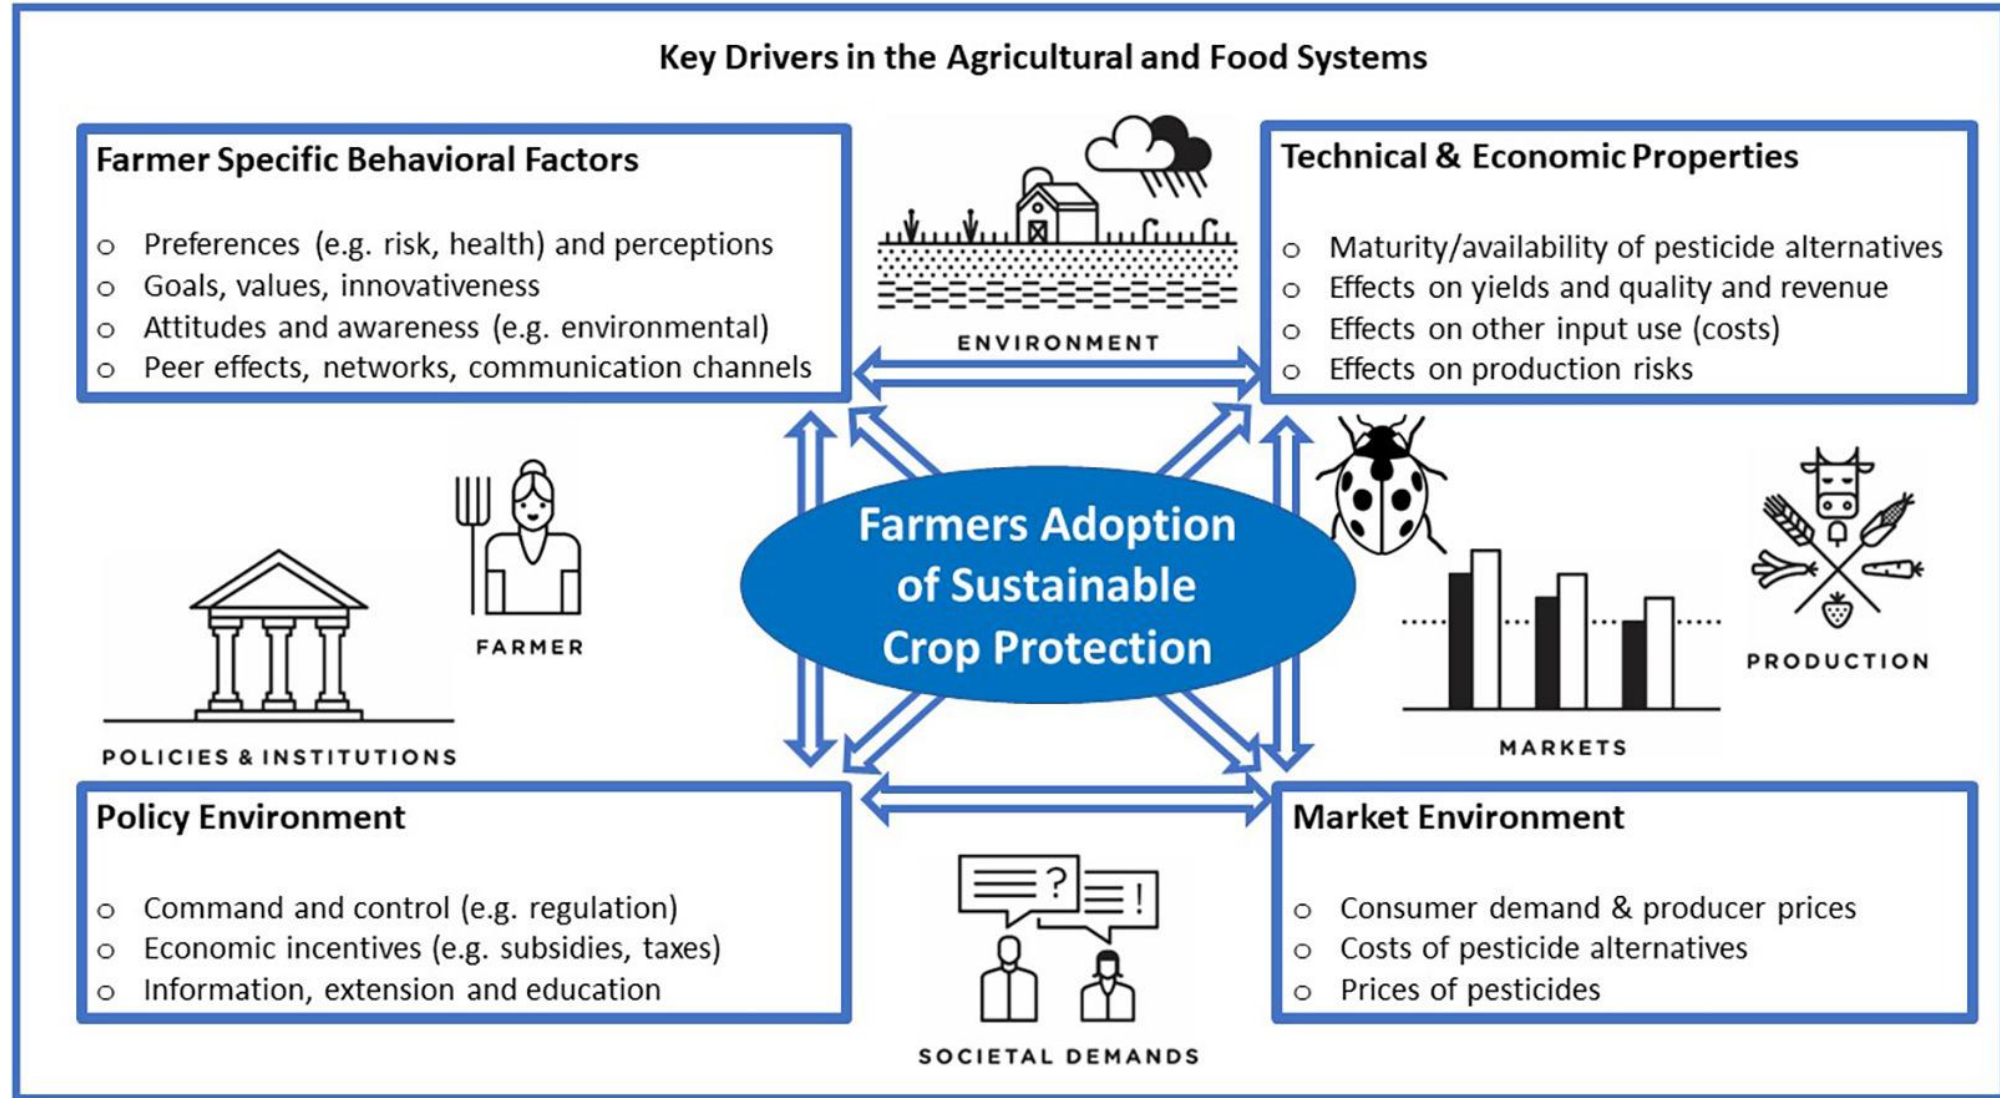 Key Drivers in the Agricultural and Food Systems
Farmer Specific Behavioral Factors
o Preferences (e.g. risk, health) and perceptions
o Goals, values, innovativeness
o Attitudes and awareness (e.g. environmental)
o Peer effects, networks, communication channels
ENVIRONMENT
Technical & Economic Properties
o Maturity/availability of pesticide alternatives
o Effects on yields and quality and revenue
o Effects on other input use (costs)
o Effects on production risks
FARMER
POLICIES & INSTITUTIONS
Farmers Adoption
of Sustainable
Crop Protection
MARKETS
PRODUCTION
Policy Environment
o Command and control (e.g. regulation)
o Economic incentives (e.g. subsidies, taxes)
o Information, extension and education
?
!
SOCIETAL DEMANDS
Market Environment
o Consumer demand & producer prices
o Costs of pesticide alternatives
o Prices of pesticides